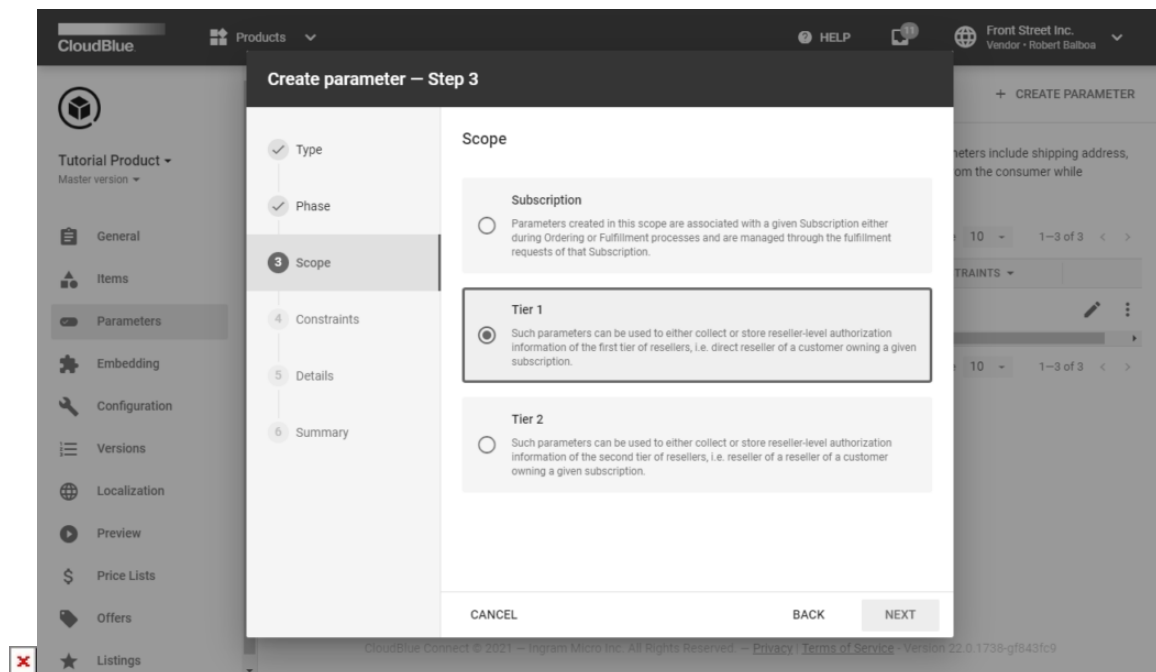 CloudBlue.
Products
HELP
11
Front Street Inc.
Vendor • Robert Balboa
Create parameter — Step 3
+ CREATE PARAMETER
Tutorial Product
Master version
General
Items
Parameters
Embedding
Configuration
Versions
Localization
Preview
Price Lists
Offers
Listings
Type
Phase
3 Scope
4 Constraints
5 Details
6 Summary
Scope
Subscription
Parameters created in this scope are associated with a given Subscription either
during Ordering or Fulfillment processes and are managed through the fulfillment
requests of that Subscription.
Tier 1
Such parameters can be used to either collect or store reseller-level authorization
information of the first tier of resellers, i.e. direct reseller of a customer owning a given
subscription.
Tier 2
Such parameters can be used to either collect or store reseller-level authorization
information of the second tier of resellers, i.e. reseller of a reseller of a customer
owning a given subscription.
CANCEL
BACK
NEXT
include shipping address,
the consumer while
10
1—3 of 3
10
1—3 of 3
CloudBlue Connect © 2021 — Ingram Micro Inc. All Rights Reserved. — Privacy | Terms of Service - Version 22.0.1738-gf843fc9